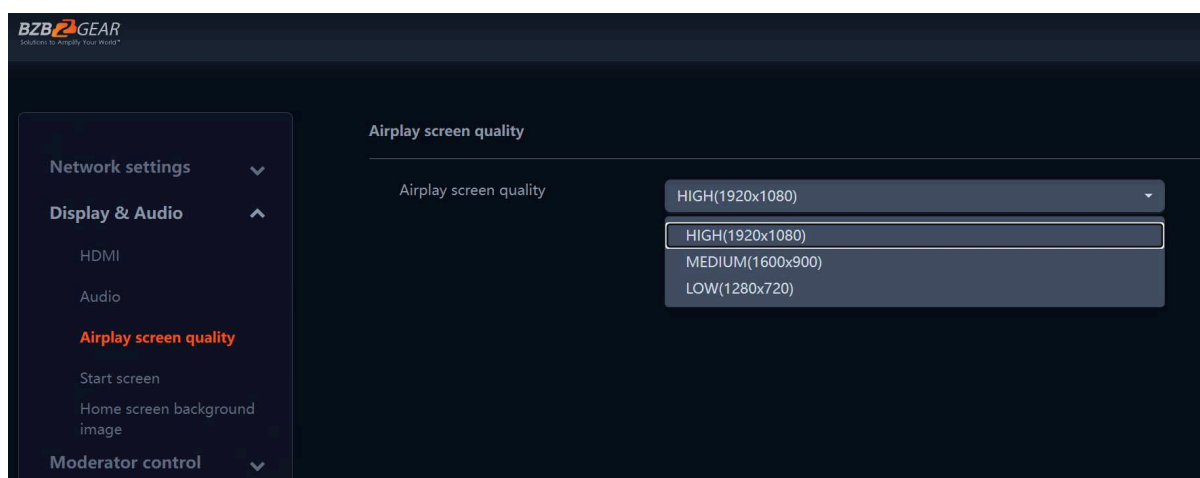 BZBGEAR
Solutions to Amplify Your World™
Airplay screen quality
Network settings
Airplay screen quality
HIGH(1920x1080)
Display & Audio
HIGH(1920x1080)
HDMI
MEDIUM(1600x900)
LOW(1280x720)
Audio
Airplay screen quality
Start screen
Home screen background
image
Moderator control